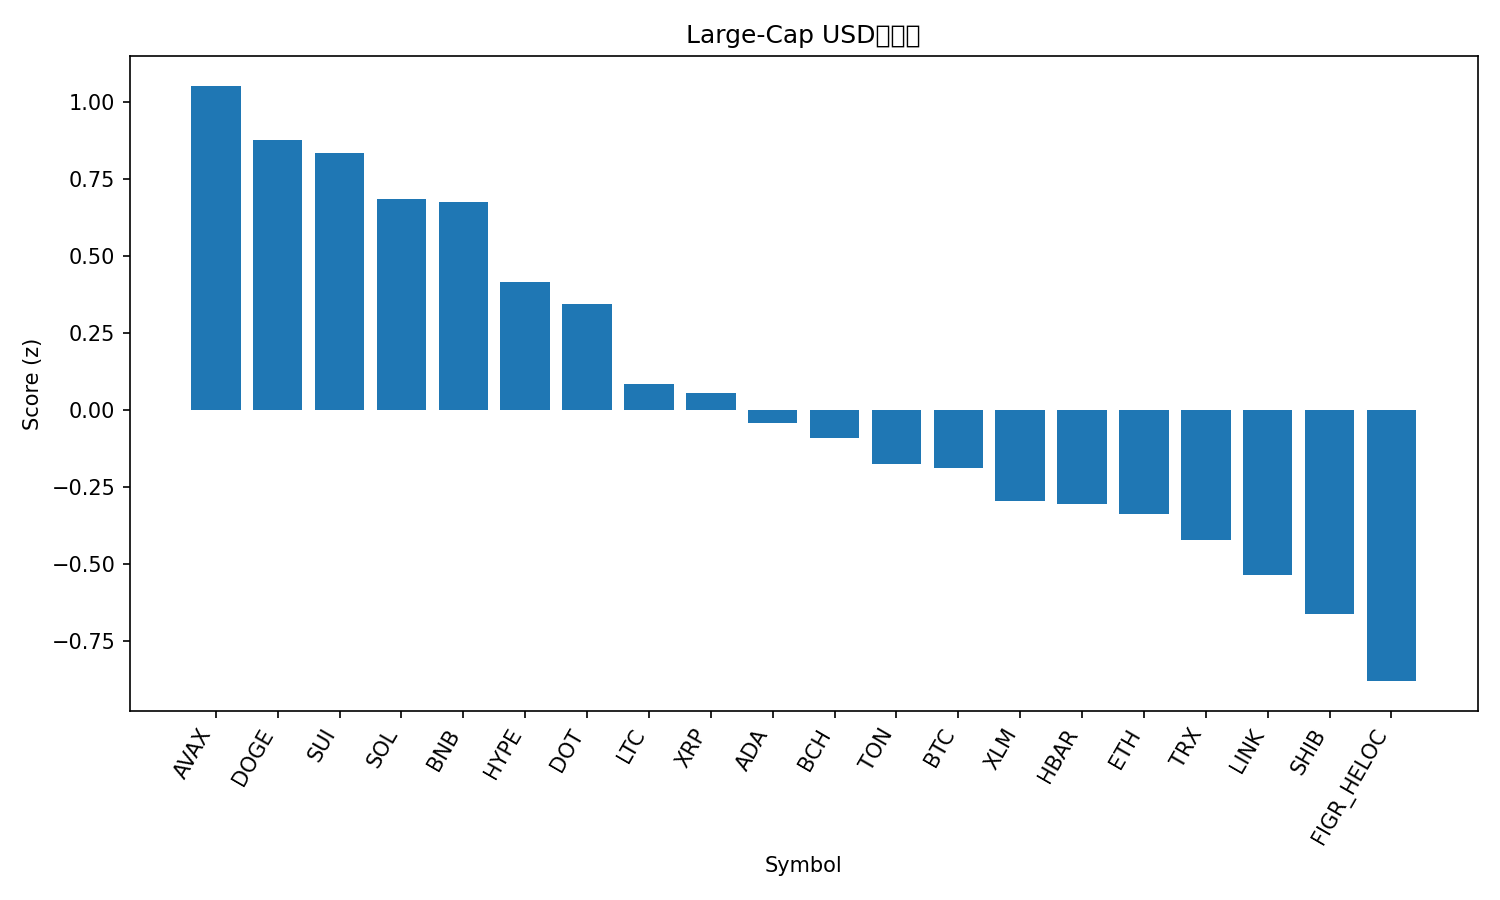 Large-Cap USD
1.00
0.75
0.50
0.25
0.00
−0.25
−0.50
−0.75
Score (z)
AVAX
DOGE
SUI
SOL
BNB
HYPE
DOT
LTC
XRP
ADA
BCH
TON
BTC
XLM
HBAR
ETH
TRX
LINK
SHIB
FIGR_HELOC
Symbol